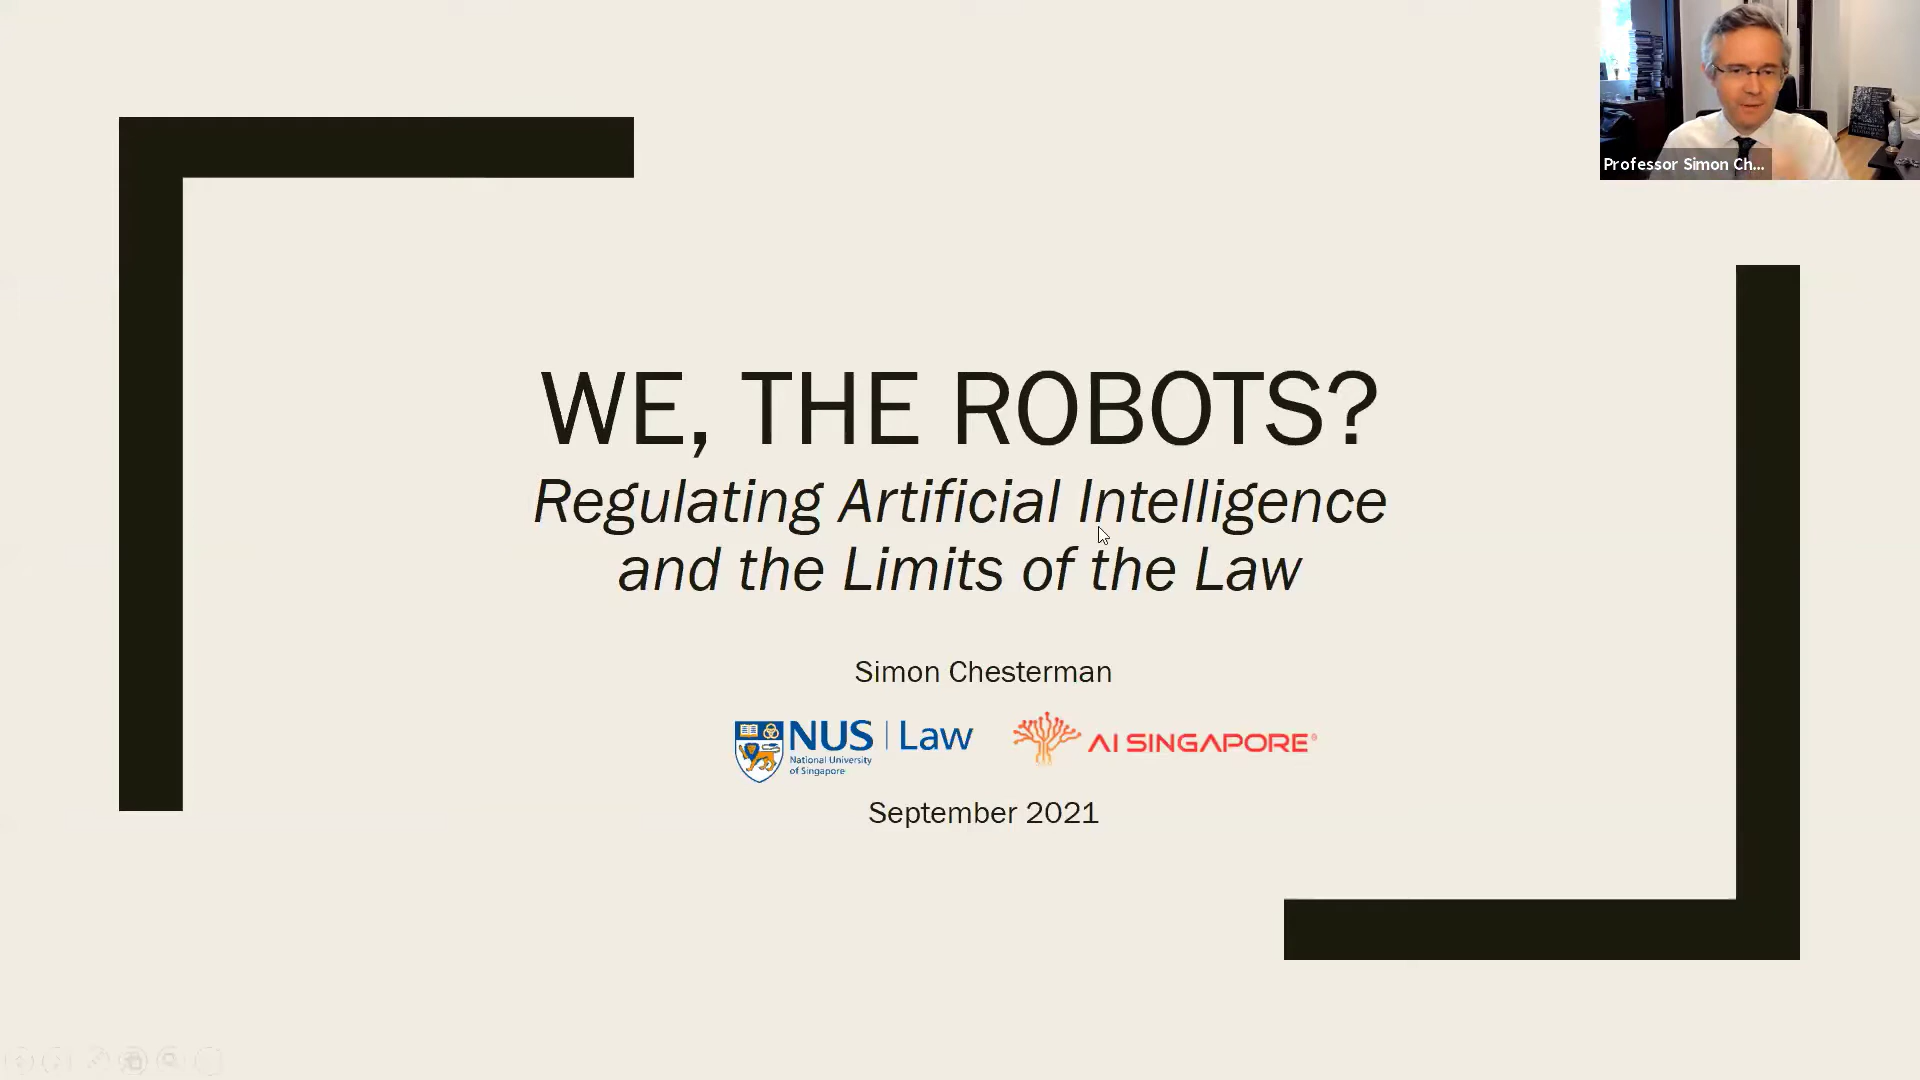 Professor Simon Ch...
WE, THE ROBOTS?
Regulating Artificial Intelligence
and the Limits of the Law
Simon Chesterman
NUS | Law
National University
of Singapore
AI SINGAPORE®
September 2021